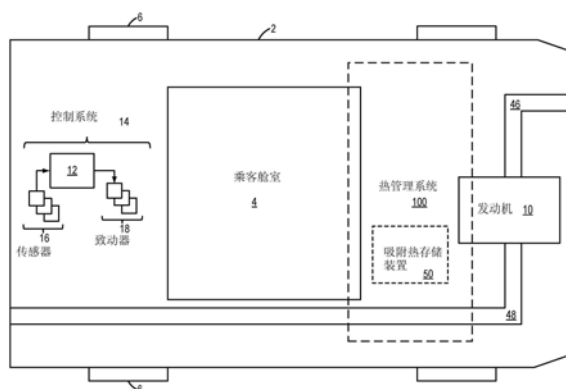 6
2
控制系统 14
12
16
传感器
18
致动器
乘客舱室
4
热管理系统
100
吸附热存储
装置 50
46
发动机 10
48
6